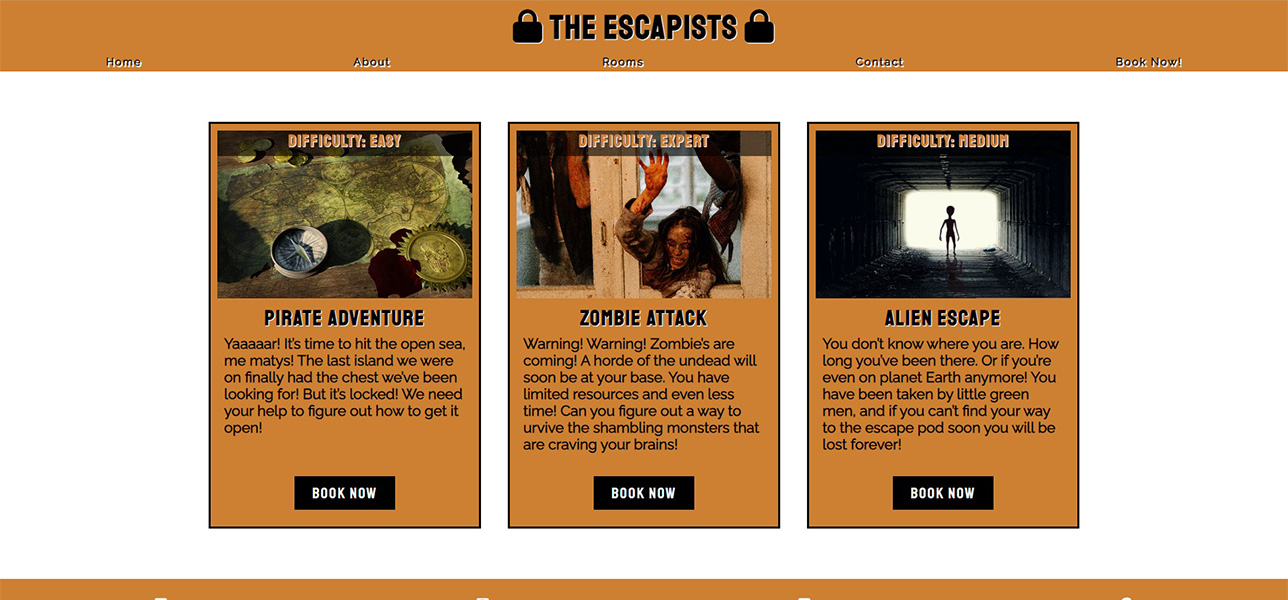 THE ESCAPISTS
Home About Rooms Contact Book Now!
DIFFICULTY: EASY
PIRATE ADVENTURE
Yaaaaar! It's time to hit the open sea,
me matys! The last island we were
on finally had the chest we've been
looking for! But it's locked! We need
your help to figure out how to get it
open!
BOOK NOW
DIFFICULTY: EXPERT
ZOMBIE ATTACK
Warning! Warning! Zombie's are
coming! A horde of the undead will
soon be at your base. You have
limited resources and even less
time! Can you figure out a way to
urvive the shambling monsters that
are craving your brains!
BOOK NOW
DIFFICULTY: MEDIUM
ALIEN ESCAPE
You don't know where you are. How
long you've been there. Or if you're
even on planet Earth anymore! You
have been taken by little green
men, and if you can't find your way
to the escape pod soon you will be
lost forever!
BOOK NOW